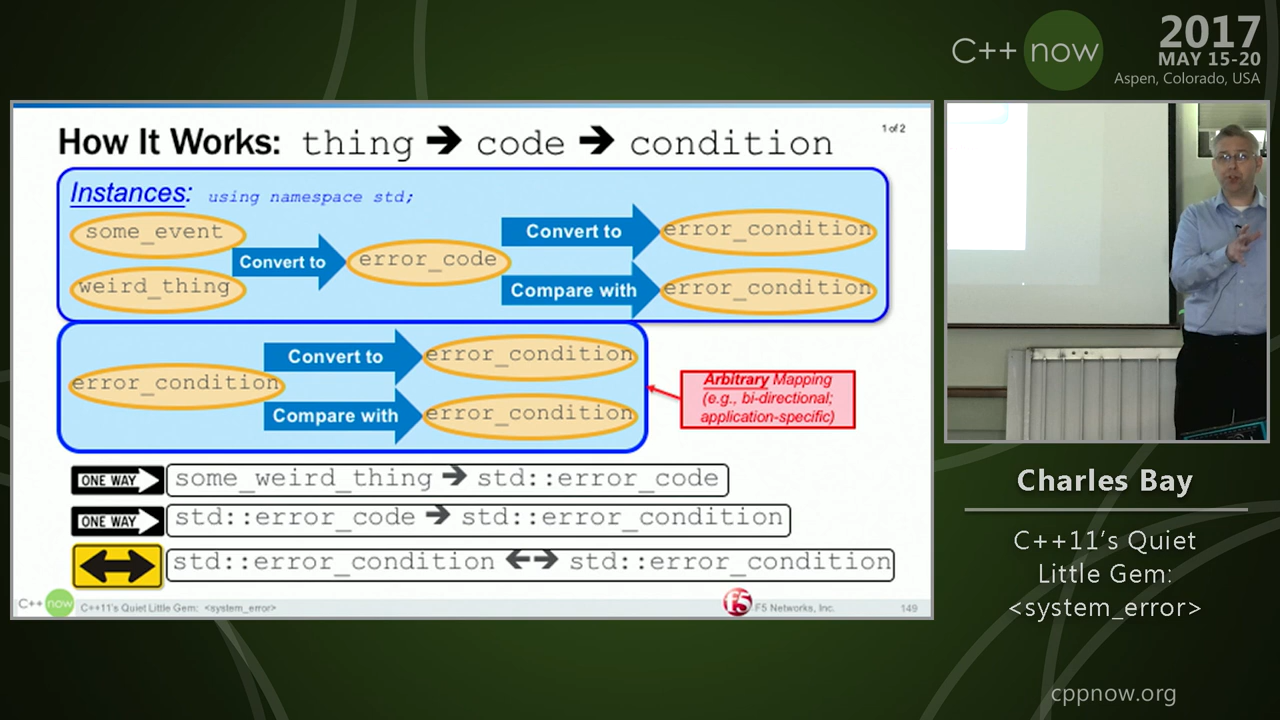 C++ now
2017
MAY 15-20
Aspen, Colorado, USA
How It Works: thing ➔ code ➔ condition
1 of 2
Instances: using namespace std;
some_event
weird_thing
Convert to
error_code
Convert to
error_condition
Compare with
error_condition
error_condition
Convert to
error_condition
Compare with
error_condition
Arbitrary Mapping
(e.g., bi-directional;
application-specific)
ONE WAY
some_weird_thing ➔ std::error_code
ONE WAY
std::error_code ➔ std::error_condition
std::error_condition ↔ std::error_condition
C++ now
C++11's Quiet Little Gem: <system_error>
f5
F5 Networks, Inc.
149
Charles Bay
C++11's Quiet
Little Gem:
<system_error>
cppnow.org